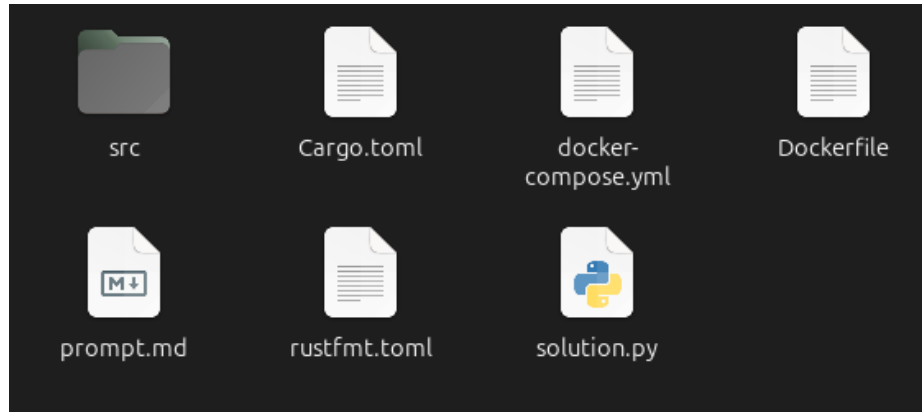 src
Cargo.toml
docker-
compose.yml
Dockerfile
M
prompt.md
rustfmt.toml
solution.py